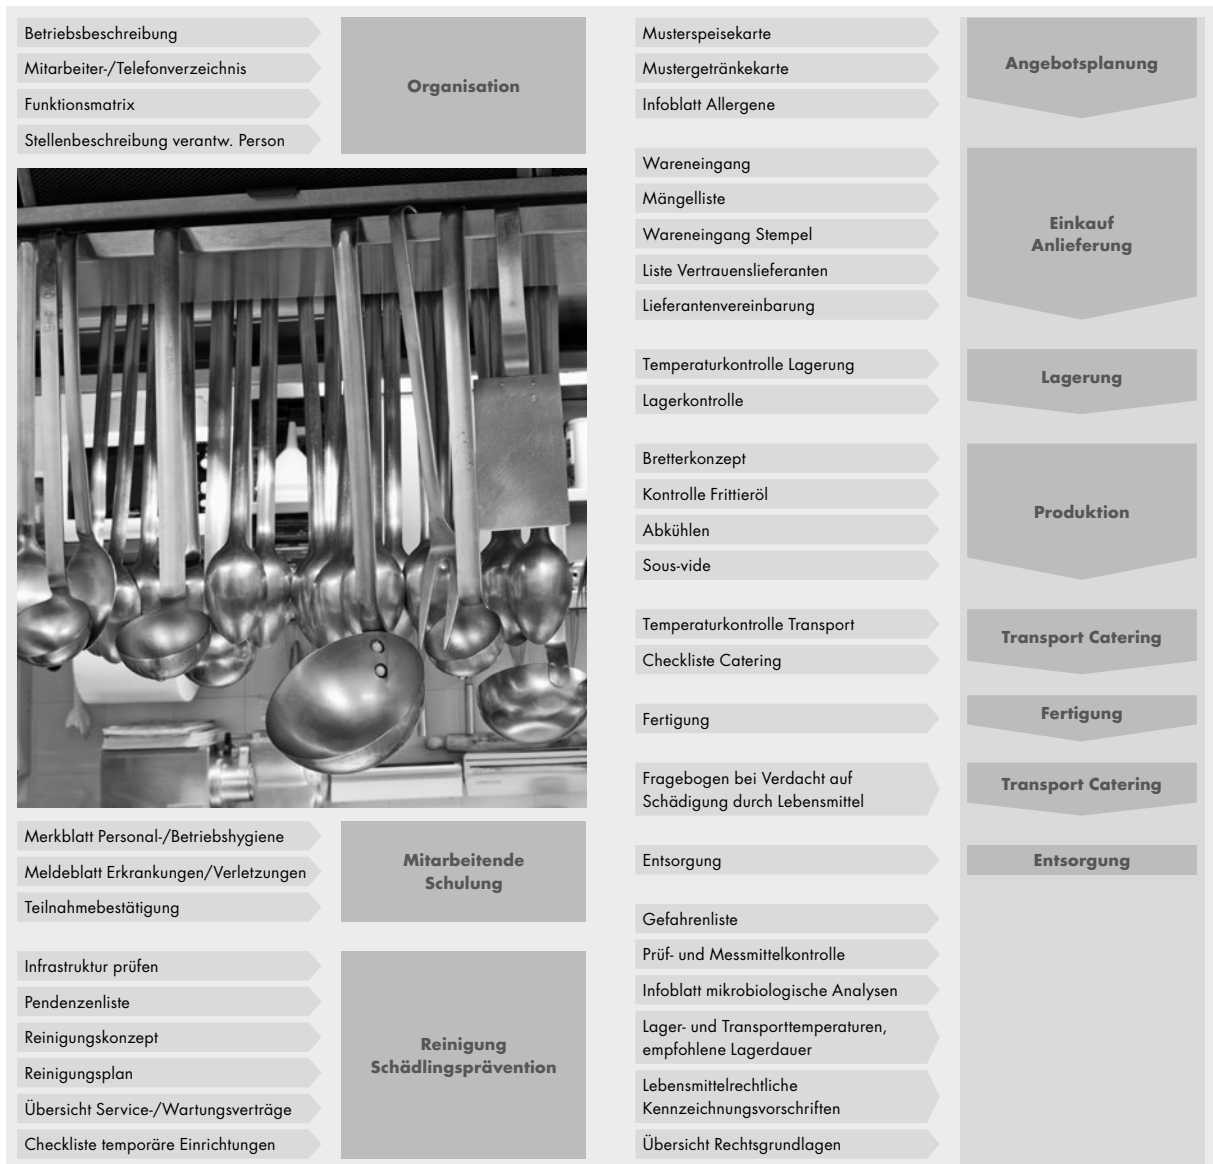 Betriebsbeschreibung
Mitarbeiter-/Telefonverzeichnis
Funktionsmatrix
Stellenbeschreibung verantw. Person
Organisation
Merkblatt Personal-/Betriebshygiene
Meldeblatt Erkrankungen/Verletzungen
Teilnahmebestätigung
Mitarbeitende
Schulung
Infrastruktur prüfen
Pendenzenliste
Reinigungskonzept
Reinigungsplan
Übersicht Service-/Wartungsverträge
Checkliste temporäre Einrichtungen
Reinigung
Schädlingsprävention
Musterspeisekarte
Mustergetränkekarte
Infoblatt Allergene
Angebotsplanung
Wareneingang
Mängelliste
Wareneingang Stempel
Liste Vertrauenslieferanten
Lieferantenvereinbarung
Einkauf
Anlieferung
Temperaturkontrolle Lagerung
Lagerkontrolle
Lagerung
Bretterkonzept
Kontrolle Frittieröl
Abkühlen
Sous-vide
Produktion
Temperaturkontrolle Transport
Checkliste Catering
Transport Catering
Fertigung
Fertigung
Fragebogen bei Verdacht auf
Schädigung durch Lebensmittel
Transport Catering
Entsorgung
Entsorgung
Gefahrenliste
Prüf- und Messmittelkontrolle
Infoblatt mikrobiologische Analysen
Lager- und Transporttemperaturen,
empfohlene Lagerdauer
Lebensmittelrechtliche
Kennzeichnungsvorschriften
Übersicht Rechtsgrundlagen